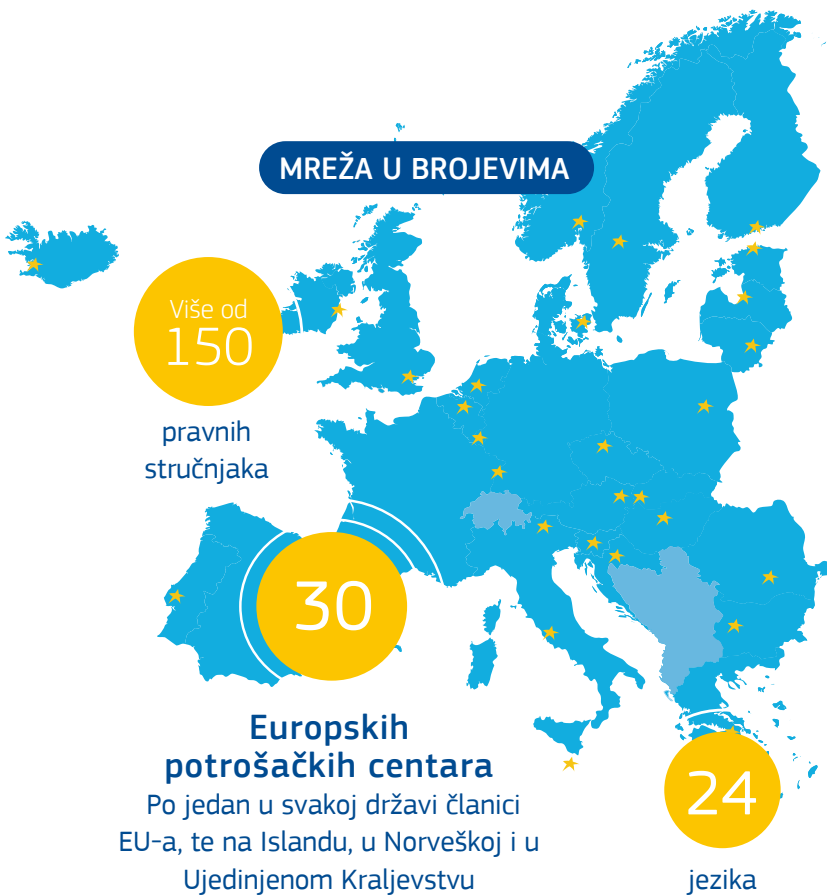 MREŽA U BROJEVIMA
Više od
150
pravnih
stručnjaka
30
Europskih
potrošačkih centara
Po jedan u svakoj državi članici
EU-a, te na Islandu, u Norveškoj i u
Ujedinjenom Kraljevstvu
24
jezika